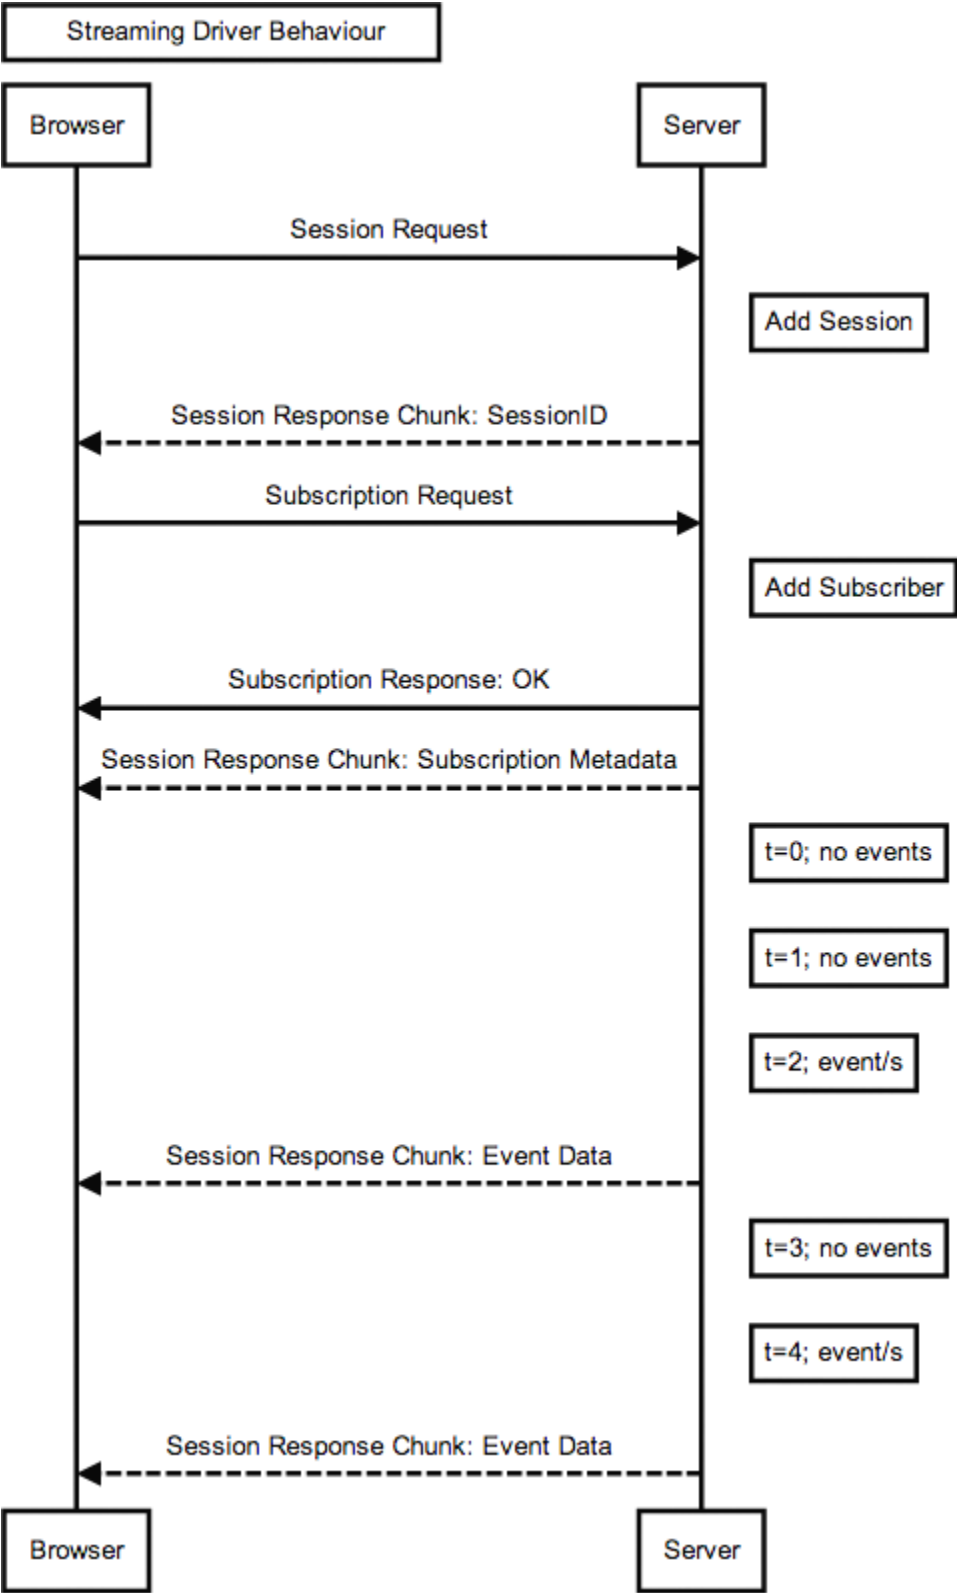 Streaming Driver Behaviour
Browser
Server
Session Request
Add Session
Session Response Chunk: SessionID
Subscription Request
Add Subscriber
Subscription Response: OK
Session Response Chunk: Subscription Metadata
t=0; no events
t=1; no events
t=2; event/s
Session Response Chunk: Event Data
t=3; no events
t=4; event/s
Session Response Chunk: Event Data
Browser
Server